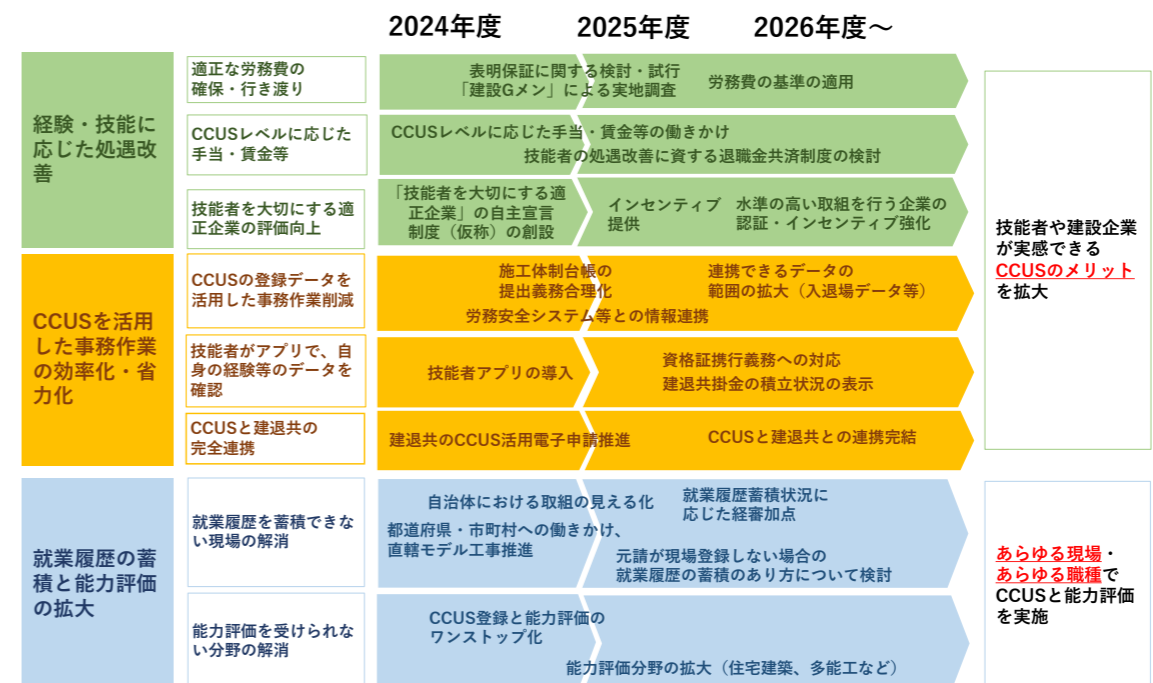 2024年度
2025年度
2026年度～
経験・技能に
応じた処遇改
善
適正な労務費の
確保・行き渡り
表明保証に関する検討・試行
「建設Gメン」による実地調査
労務費の基準の適用
CCUSレベルに応じた
手当・賃金等
CCUSレベルに応じた手当・賃金等の働きかけ
技能者の処遇改善に資する退職金共済制度の検討
技能者を大切にする適
正企業の評価向上
「技能者を大切にする適
正企業」の自主宣言
制度（仮称）の創設
インセンティブ
提供
水準の高い取組を行う企業の
認証・インセンティブ強化
CCUSを活用
した事務作業
の効率化・省
力化
CCUSの登録データを
活用した事務作業削減
施工体制台帳の
提出義務合理化
連携できるデータの
範囲の拡大（入退場データ等）
労務安全システム等との情報連携
技能者がアプリで、自
身の経験等のデータを
確認
技能者アプリの導入
資格証携行義務への対応
建退共掛金の積立状況の表示
CCUSと建退共の
完全連携
建退共のCCUS活用電子申請推進
CCUSと建退共との連携完結
技能者や建設企業
が実感できる
CCUSのメリット
を拡大
就業履歴の蓄
積と能力評価
の拡大
就業履歴を蓄積できな
い現場の解消
自治体における取組の見える化
都道府県・市町村への働きかけ、
直轄モデル工事推進
就業履歴蓄積状況に
応じた経審加点
元請が現場登録しない場合の
就業履歴の蓄積のあり方について検討
能力評価を受けられな
い分野の解消
CCUS登録と能力評価の
ワンストップ化
能力評価分野の拡大（住宅建築、多能工など）
あらゆる現場・
あらゆる職種で
CCUSと能力評価
を実施